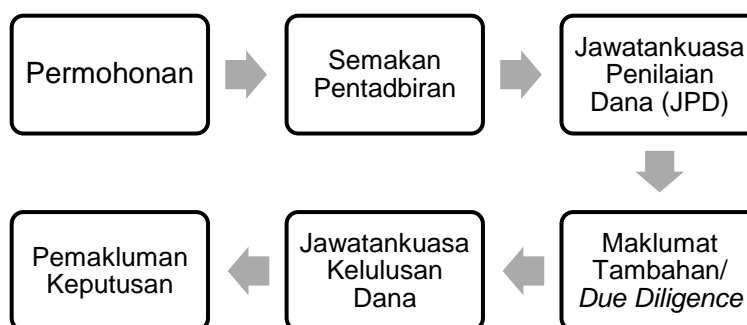 Permohonan
Semakan
Pentadbiran
Jawatankuasa
Penilaian
Dana (JPD)
Maklumat
Tambahan/
Due Diligence
Jawatankuasa
Kelulusan
Dana
Pemakluman
Keputusan